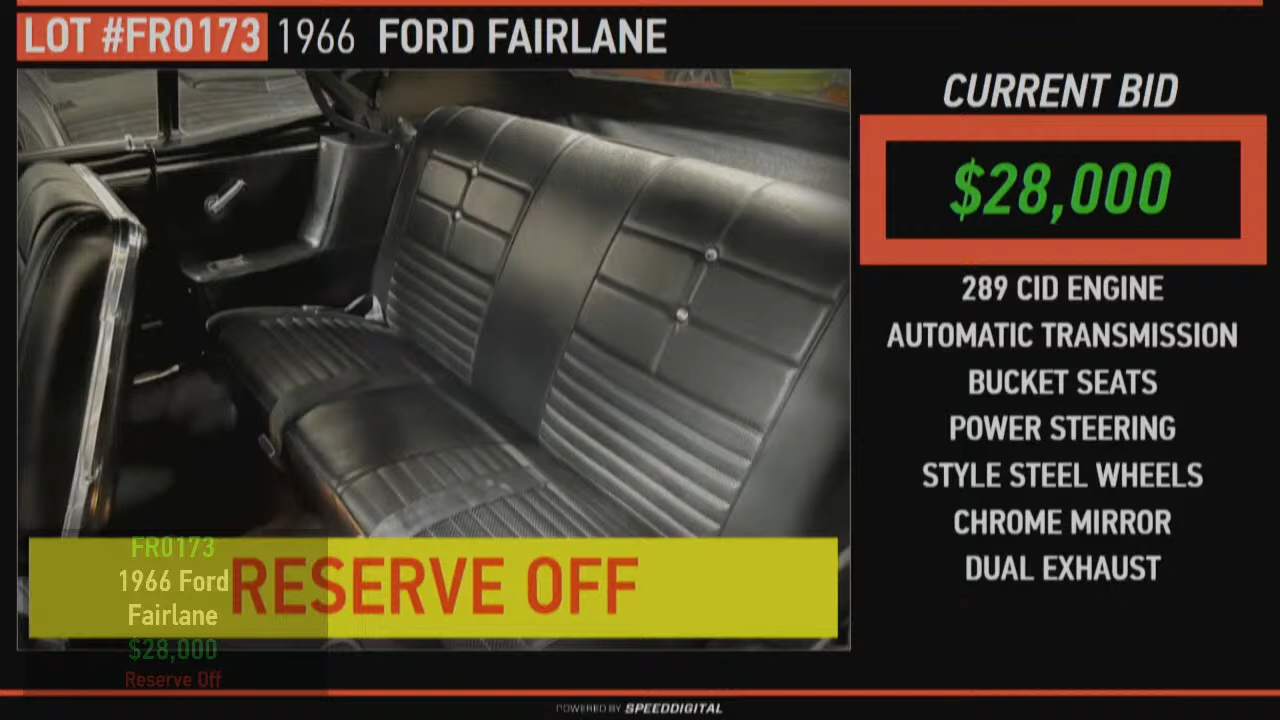 LOT #FR0173 1966 FORD FAIRLANE
CURRENT BID
$28,000
289 CID ENGINE
AUTOMATIC TRANSMISSION
BUCKET SEATS
POWER STEERING
STYLE STEEL WHEELS
CHROME MIRROR
DUAL EXHAUST
RESERVE OFF
FR0173
1966 Ford
Fairlane
$28,000
Reserve Off
POWERED BY SPEEDDIGITAL